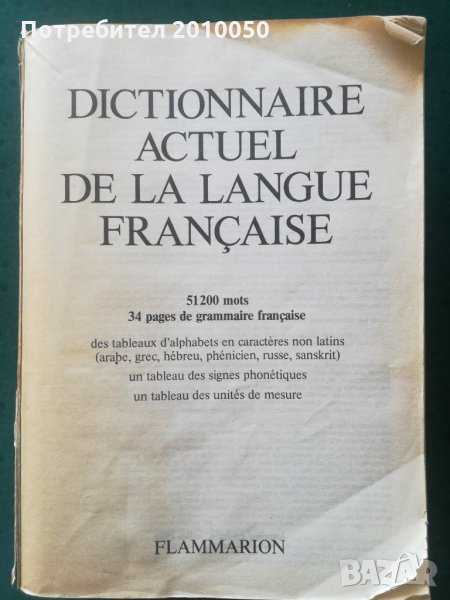 Потребител 2010050
DICTIONNAIRE
ACTUEL
DE LA LANGUE
FRANÇAISE
51200 mots
34 pages de grammaire française
des tableaux d'alphabets en caractères non latins
(arabe, grec, hébreu, phénicien, russe, sanskrit)
un tableau des signes phonétiques
un tableau des unités de mesure
FLAMMARION
BAZAR